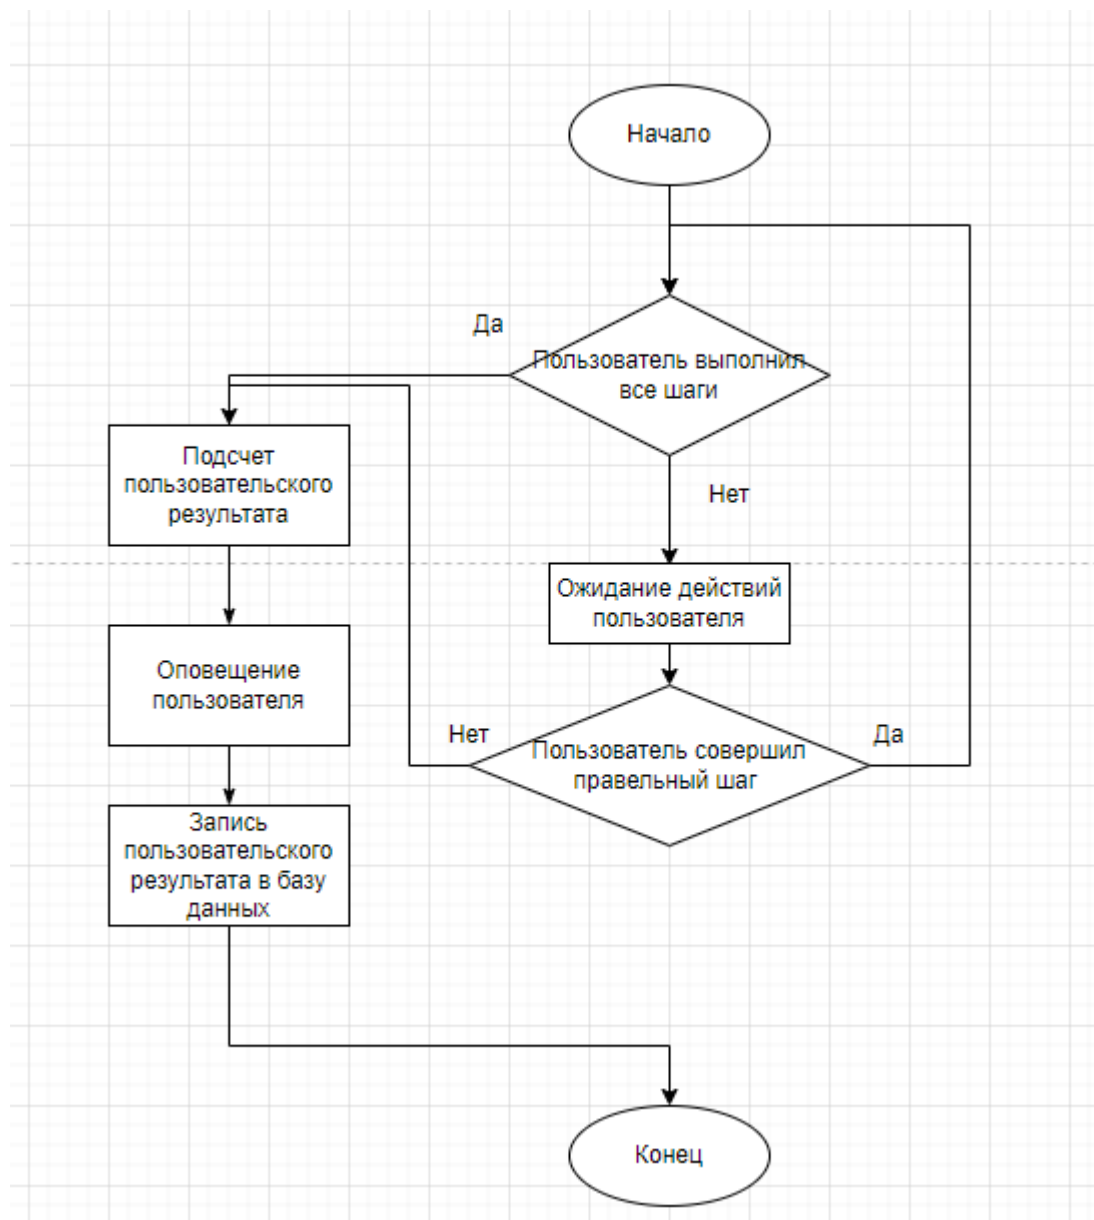 Начало
Да
Пользователь выполнил
все шаги
Подсчет
пользовательского
результата
Нет
Ожидание действий
пользователя
Оповещение
пользователя
Нет
Да
Пользователь совершил
правельный шаг
Запись
пользовательского
результата в базу
данных
Конец